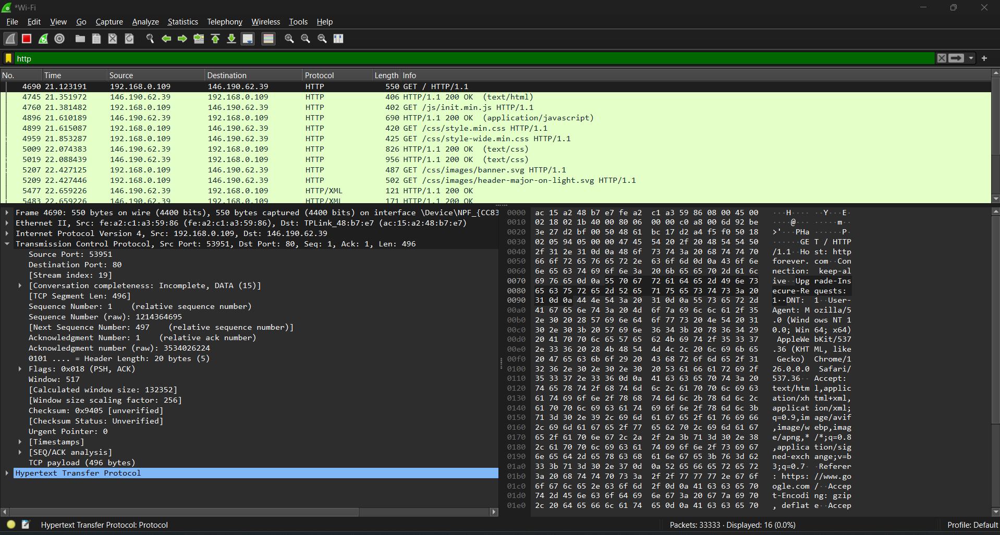 *Wi-Fi
File Edit View Go Capture Analyze Statistics Telephony Wireless Tools Help
http
No. Time Source Destination Protocol Length Info
4690 21.123191 192.168.0.109 146.190.62.39 HTTP 550 GET / HTTP/1.1
4745 21.351972 146.190.62.39 192.168.0.109 HTTP 406 HTTP/1.1 200 OK (text/html)
4760 21.381482 192.168.0.109 146.190.62.39 HTTP 402 GET /js/init.min.js HTTP/1.1
4896 21.610189 146.190.62.39 192.168.0.109 HTTP 690 HTTP/1.1 200 OK (application/javascript)
4899 21.615087 192.168.0.109 146.190.62.39 HTTP 420 GET /css/style.min.css HTTP/1.1
4959 21.853287 192.168.0.109 146.190.62.39 HTTP 425 GET /css/style-wide.min.css HTTP/1.1
5009 22.074383 146.190.62.39 192.168.0.109 HTTP 826 HTTP/1.1 200 OK (text/css)
5019 22.088439 146.190.62.39 192.168.0.109 HTTP 956 HTTP/1.1 200 OK (text/css)
5207 22.427125 192.168.0.109 146.190.62.39 HTTP 487 GET /css/images/banner.svg HTTP/1.1
5209 22.427446 192.168.0.109 146.190.62.39 HTTP 502 GET /css/images/header-major-on-light.svg HTTP/1.1
5477 22.659226 146.190.62.39 192.168.0.109 HTTP/XML 121 HTTP/1.1 200 OK
5483 22.659226 146.190.62.39 192.168.0.109 HTTP/XML 171 HTTP/1.1 200 OK
Frame 4690: 550 bytes on wire (4400 bits), 550 bytes captured (4400 bits) on interface \Device\NPF_{CC83
Ethernet II, Src: fe:a2:c1:a3:59:86 (fe:a2:c1:a3:59:86), Dst: TPLink_48:b7:e7 (ac:15:a2:48:b7:e7)
Internet Protocol Version 4, Src: 192.168.0.109, Dst: 146.190.62.39
Transmission Control Protocol, Src Port: 53951, Dst Port: 80, Seq: 1, Ack: 1, Len: 496
Source Port: 53951
Destination Port: 80
[Stream index: 19]
[Conversation completeness: Incomplete, DATA (15)]
[TCP Segment Len: 496]
Sequence Number: 1 (relative sequence number)
Sequence Number (raw): 1214364695
[Next Sequence Number: 497 (relative sequence number)]
Acknowledgment Number: 1 (relative ack number)
Acknowledgment number (raw): 3534026224
0101 .... = Header Length: 20 bytes (5)
Flags: 0x018 (PSH, ACK)
Window: 517
[Calculated window size: 132352]
[Window size scaling factor: 256]
Checksum: 0x9405 [unverified]
[Checksum Status: Unverified]
Urgent Pointer: 0
[Timestamps]
[SEQ/ACK analysis]
TCP payload (496 bytes)
Hypertext Transfer Protocol
0000 ac 15 a2 48 b7 e7 fe a2 c1 a3 59 86 08 00 45 00 ···H···· ··Y···E·
0010 02 18 02 1b 40 00 80 06 00 00 c0 a8 00 6d 92 be ····@··· ·····m··
0020 3e 27 d2 bf 00 50 48 61 bc 17 d2 a4 f5 f0 50 18 >'···PHa ······P·
0030 02 05 94 05 00 00 47 45 54 20 2f 20 48 54 54 50 ······GE T / HTTP
0040 2f 31 2e 31 0d 0a 48 6f 73 74 3a 20 68 74 74 70 /1.1··Ho st: http
0050 66 6f 72 65 76 65 72 2e 63 6f 6d 0d 0a 43 6f 6e forever. com··Con
0060 6e 65 63 74 69 6f 6e 3a 20 6b 65 65 70 2d 61 6c nection: keep-al
0070 69 76 65 0d 0a 55 70 67 72 61 64 65 2d 49 6e 73 ive··Upg rade-Ins
0080 65 63 75 72 65 2d 52 65 71 75 65 73 74 73 3a 20 ecure-Re quests:
0090 31 0d 0a 44 4e 54 3a 20 31 0d 0a 55 73 65 72 2d 1··DNT: 1··User-
00a0 41 67 65 6e 74 3a 20 4d 6f 7a 69 6c 6c 61 2f 35 Agent: M ozilla/5
00b0 2e 30 20 28 57 69 6e 64 6f 77 73 20 4e 54 20 31 .0 (Wind ows NT 1
00c0 30 2e 30 3b 20 57 69 6e 36 34 3b 20 78 36 34 29 0.0; Win 64; x64)
00d0 20 41 70 70 6c 65 57 65 62 4b 69 74 2f 35 33 37 AppleWe bKit/537
00e0 2e 33 36 20 28 4b 48 54 4d 4c 2c 20 6c 69 6b 65 .36 (KHT ML, like
00f0 20 47 65 63 6b 6f 29 20 43 68 72 6f 6d 65 2f 31 Gecko) Chrome/1
0100 32 36 2e 30 2e 30 2e 30 20 53 61 66 61 72 69 2f 26.0.0.0 Safari/
0110 35 33 37 2e 33 36 0d 0a 41 63 63 65 70 74 3a 20 537.36·· Accept:
0120 74 65 78 74 2f 68 74 6d 6c 2c 61 70 70 6c 69 63 text/htm l,applic
0130 61 74 69 6f 6e 2f 78 68 74 6d 6c 2b 78 6d 6c 2c ation/xh tml+xml,
0140 61 70 70 6c 69 63 61 74 69 6f 6e 2f 78 6d 6c 3b applicat ion/xml;
0150 71 3d 30 2e 39 2c 69 6d 61 67 65 2f 61 76 69 66 q=0.9,im age/avif
0160 2c 69 6d 61 67 65 2f 77 65 62 70 2c 69 6d 61 67 ,image/w ebp,imag
0170 65 2f 61 70 6e 67 2c 2a 2f 2a 3b 71 3d 30 2e 38 e/apng,* /*;q=0.8
0180 2c 61 70 70 6c 69 63 61 74 69 6f 6e 2f 73 69 67 ,applica tion/sig
0190 6e 65 64 2d 65 78 63 68 61 6e 67 65 3b 76 3d 62 ned-exch ange;v=b
01a0 33 3b 71 3d 30 2e 37 0d 0a 52 65 66 65 72 65 72 3;q=0.7· ·Referer
01b0 3a 20 68 74 74 70 73 3a 2f 2f 77 77 77 2e 67 6f : https: //www.go
01c0 6f 67 6c 65 2e 63 6f 6d 2f 0d 0a 41 63 63 65 70 ogle.com /··Accep
01d0 74 2d 45 6e 63 6f 64 69 6e 67 3a 20 67 7a 69 70 t-Encodi ng: gzip
01e0 2c 20 64 65 66 6c 61 74 65 0d 0a 41 63 63 65 70 , deflat e··Accep
Hypertext Transfer Protocol: Protocol
Packets: 33333 · Displayed: 16 (0.0%)
Profile: Default